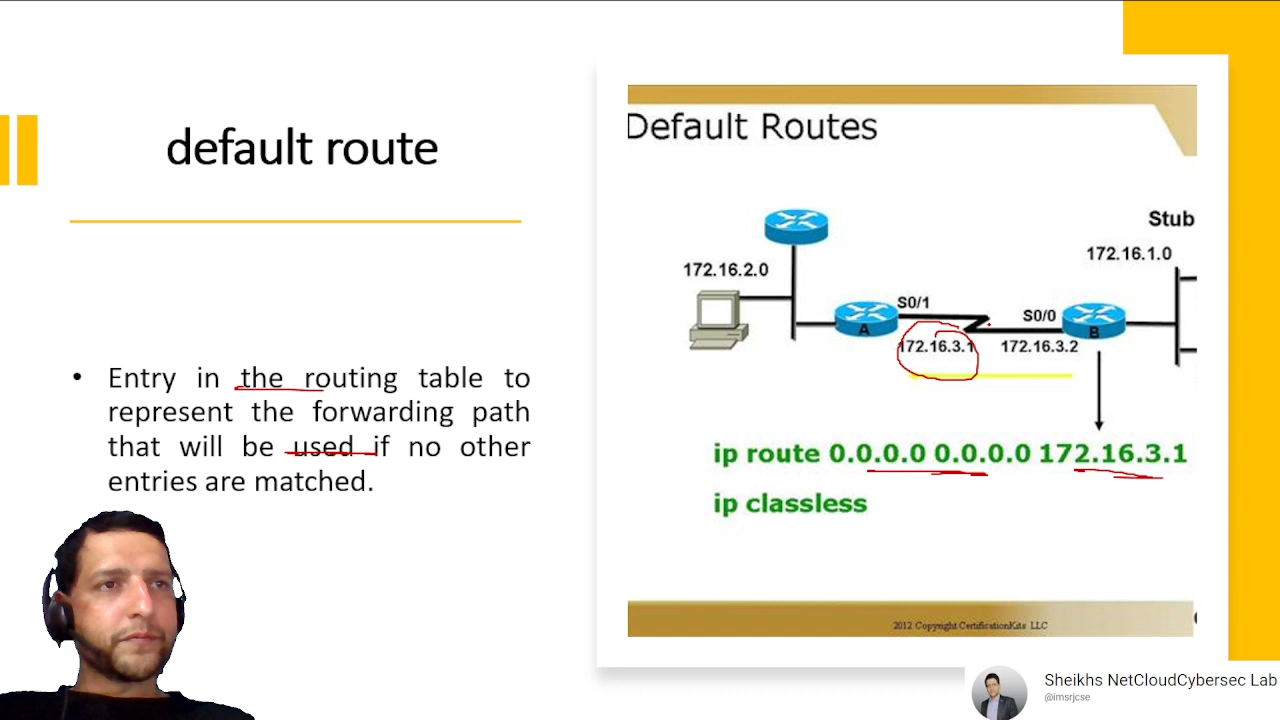 default route
• Entry in the routing table to
represent the forwarding path
that will be used if no other
entries are matched.
Default Routes
Stub
172.16.1.0
172.16.2.0
S0/1
S0/0
A
B
172.16.3.1
172.16.3.2
ip route 0.0.0.0 0.0.0.0 172.16.3.1
ip classless
2012 Copyright CertificationKits LLC
Sheikhs NetCloudCybersec Lab
@imsrjcse